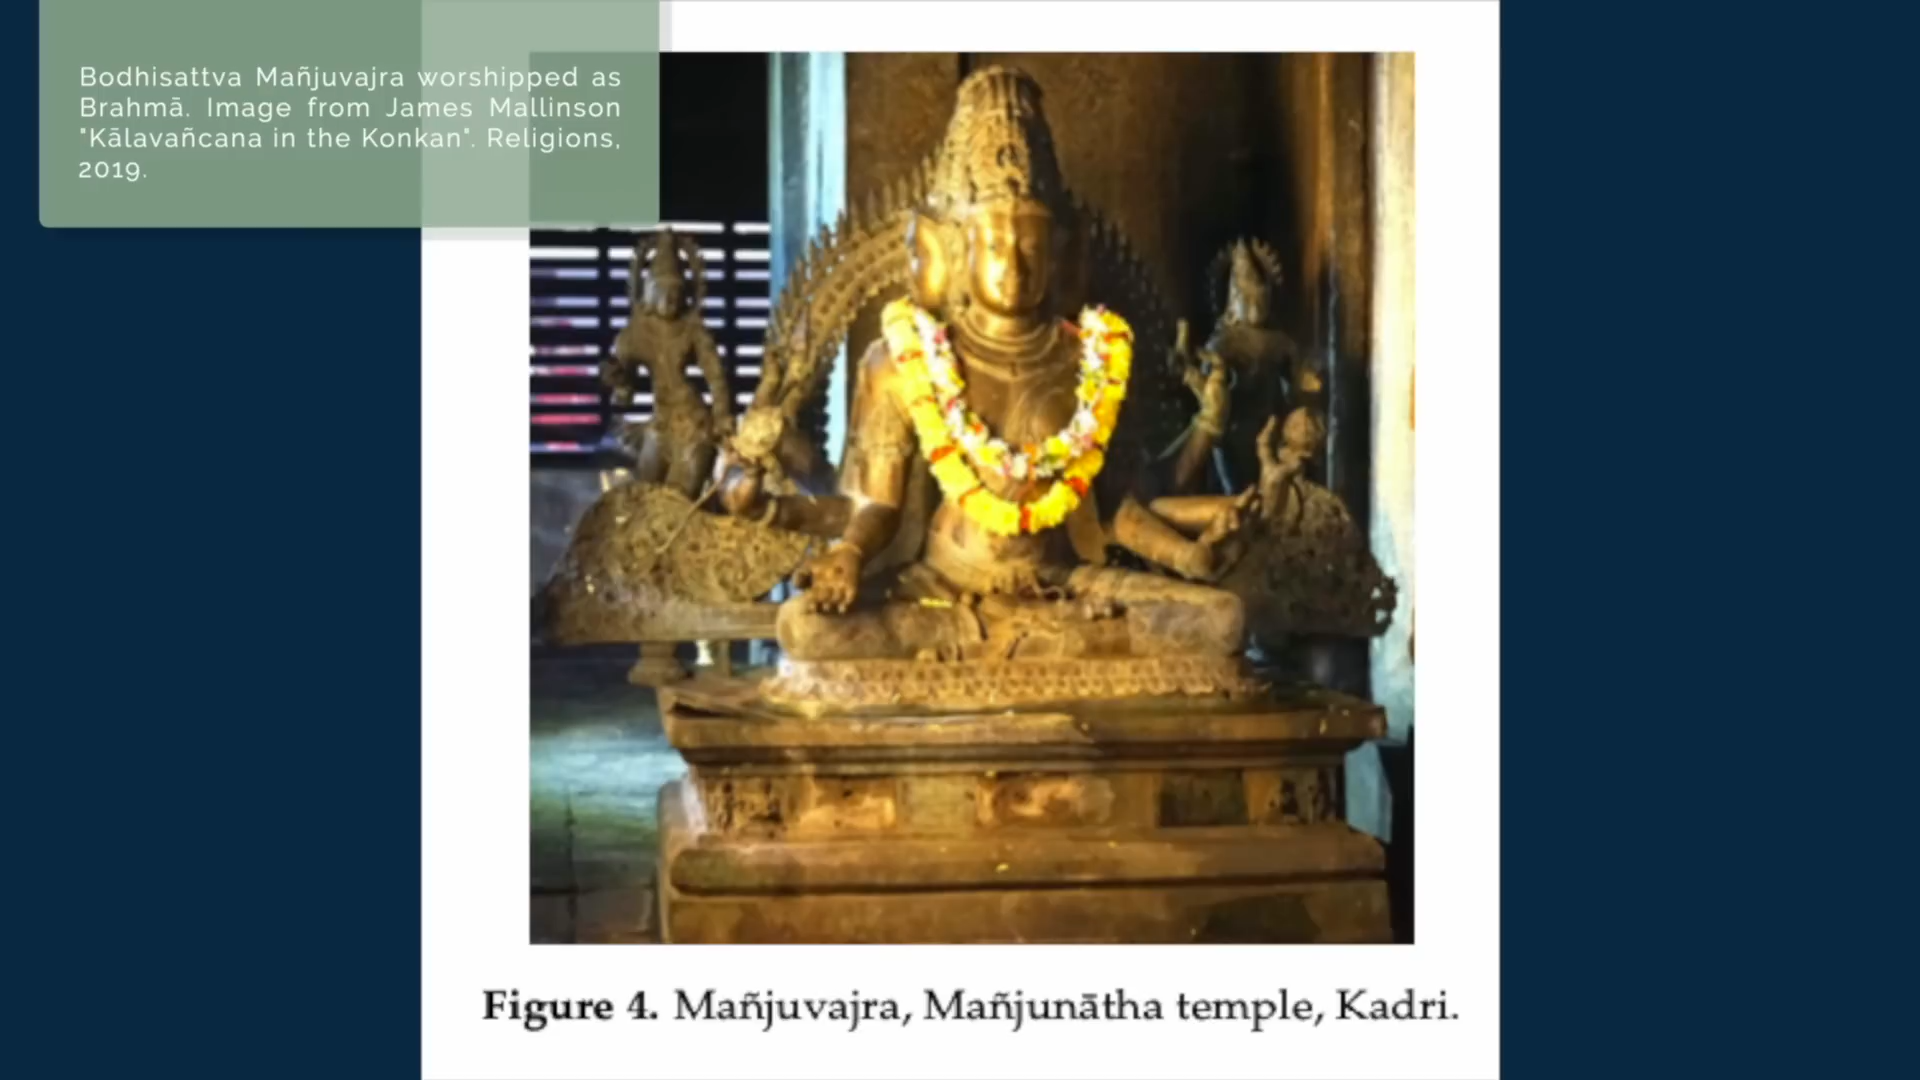 Bodhisattva Mañjuvajra worshipped as
Brahmā. Image from James Mallinson
"Kālavañcana in the Konkan". Religions,
2019.
Figure 4. Mañjuvajra, Mañjunātha temple, Kadri.